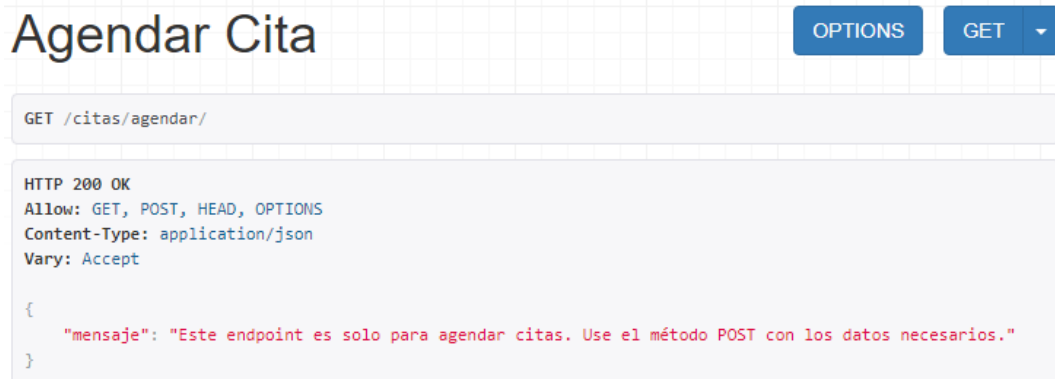 Agendar Cita
OPTIONS
GET
GET /citas/agendar/
HTTP 200 OK
Allow: GET, POST, HEAD, OPTIONS
Content-Type: application/json
Vary: Accept
{
"mensaje": "Este endpoint es solo para agendar citas. Use el método POST con los datos necesarios."
}